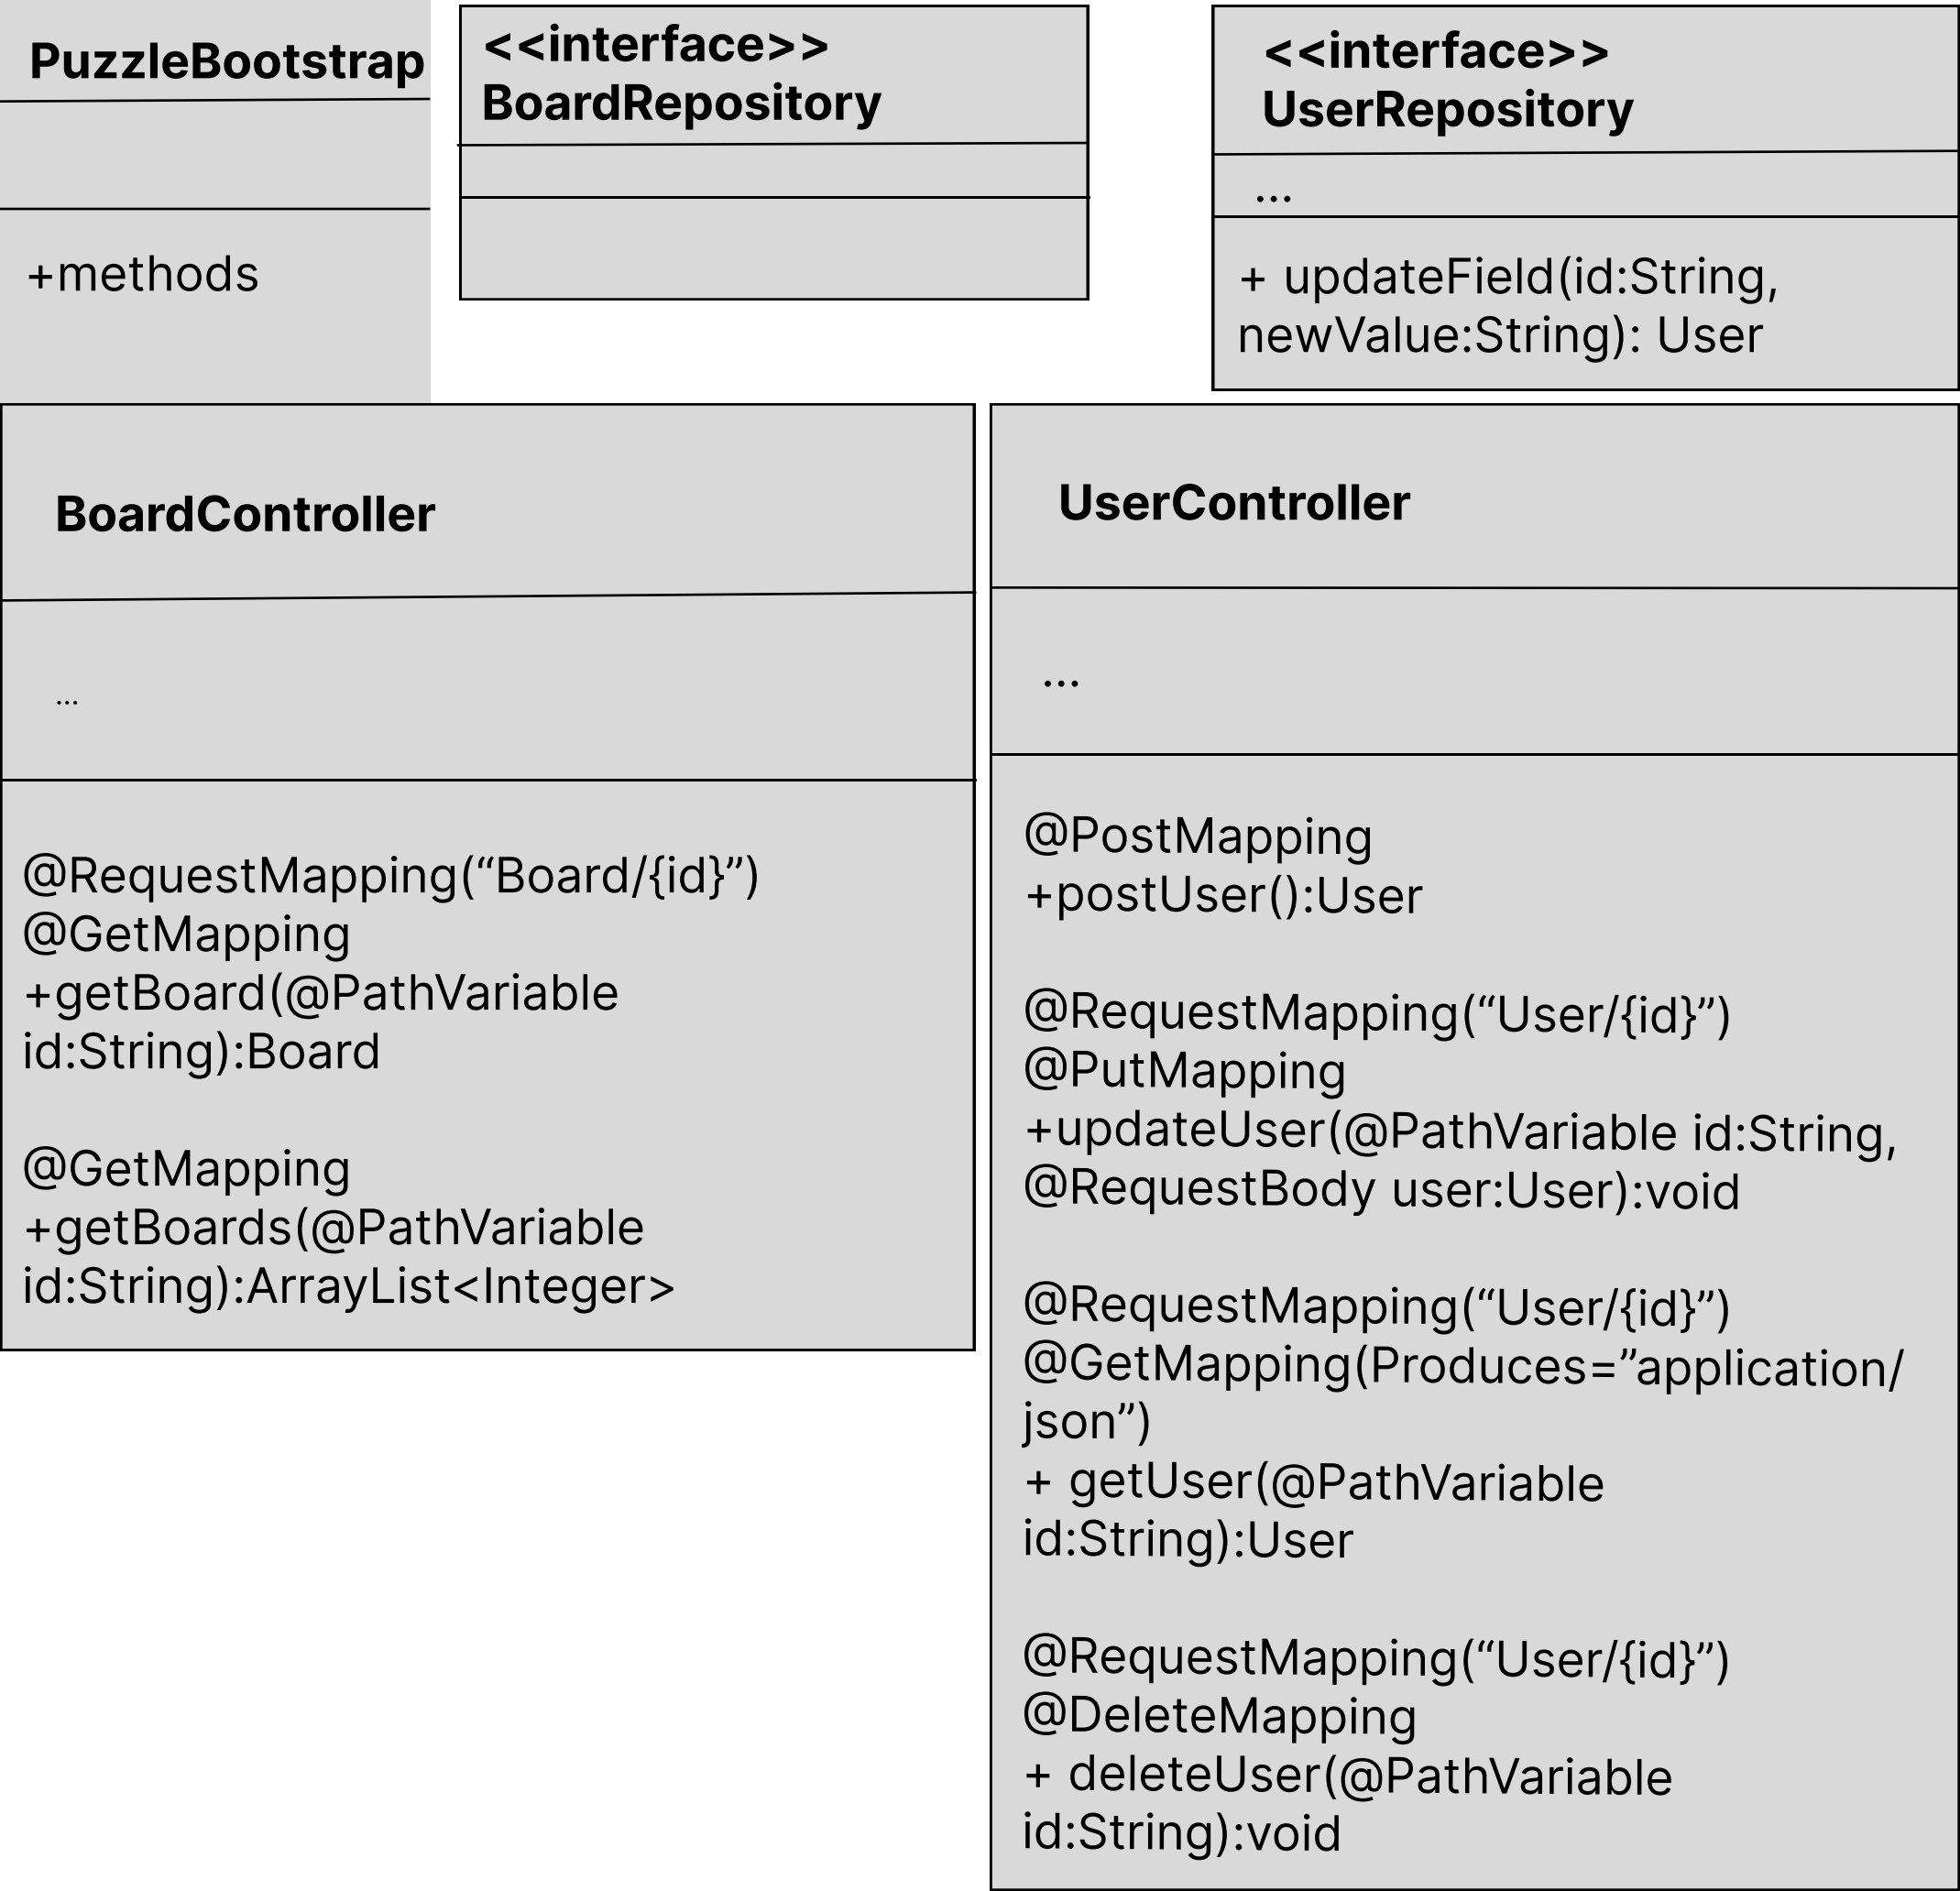 PuzzleBootstrap
+methods
<<interface>>
BoardRepository
<<interface>>
UserRepository
...
+ updateField(id:String,
newValue:String): User
BoardController
...
@RequestMapping(“Board/{id}”)
@GetMapping
+getBoard(@PathVariable
id:String):Board
@GetMapping
+getBoards(@PathVariable
id:String):ArrayList<Integer>
UserController
...
@PostMapping
+postUser():User
@RequestMapping(“User/{id}”)
@PutMapping
+updateUser(@PathVariable id:String,
@RequestBody user:User):void
@RequestMapping(“User/{id}”)
@GetMapping(Produces=”application/
json”)
+ getUser(@PathVariable
id:String):User
@RequestMapping(“User/{id}”)
@DeleteMapping
+ deleteUser(@PathVariable
id:String):void